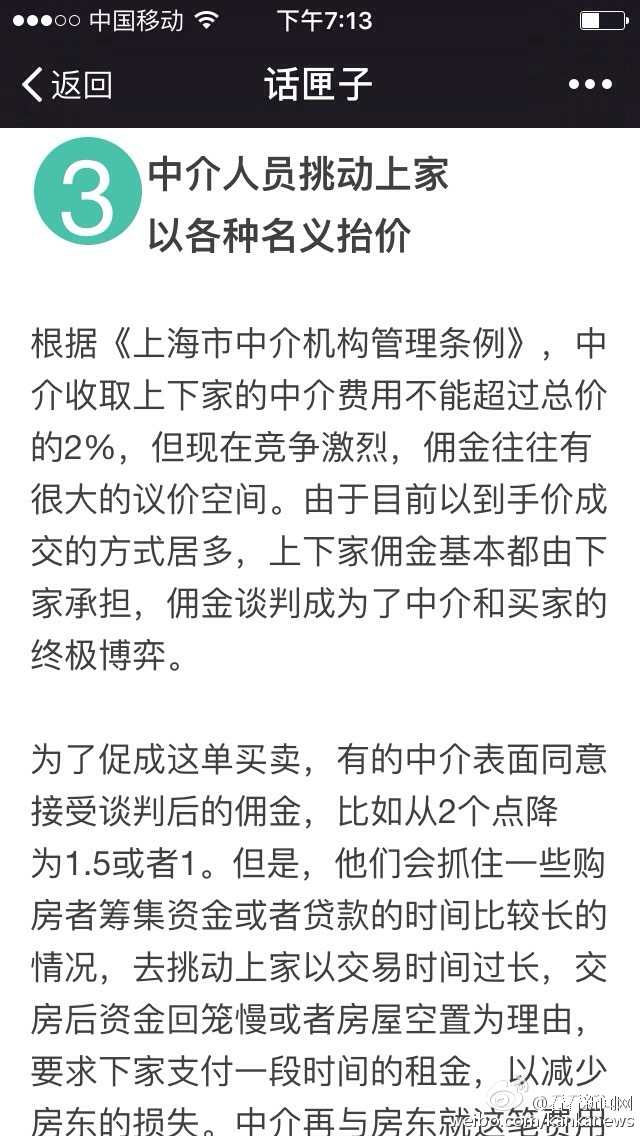 中国移动 下午7:13
返回 话匣子
3
中介人员挑动上家
以各种名义抬价
根据《上海市中介机构管理条例》，中
介收取上下家的中介费用不能超过总价
的2%，但现在竞争激烈，佣金往往有
很大的议价空间。由于目前以到手价成
交的方式居多，上下家佣金基本都由下
家承担，佣金谈判成为了中介和买家的
终极博弈。
为了促成这单买卖，有的中介表面同意
接受谈判后的佣金，比如从2个点降
为1.5或者1。但是，他们会抓住一些购
房者筹集资金或者贷款的时间比较长的
情况，去挑动上家以交易时间过长，交
房后资金回笼慢或者房屋空置为理由，
要求下家支付一段时间的租金，以减少
房东的损失。中介再与房东就这笔费用
@看看新闻网
weibo.com/kankanews